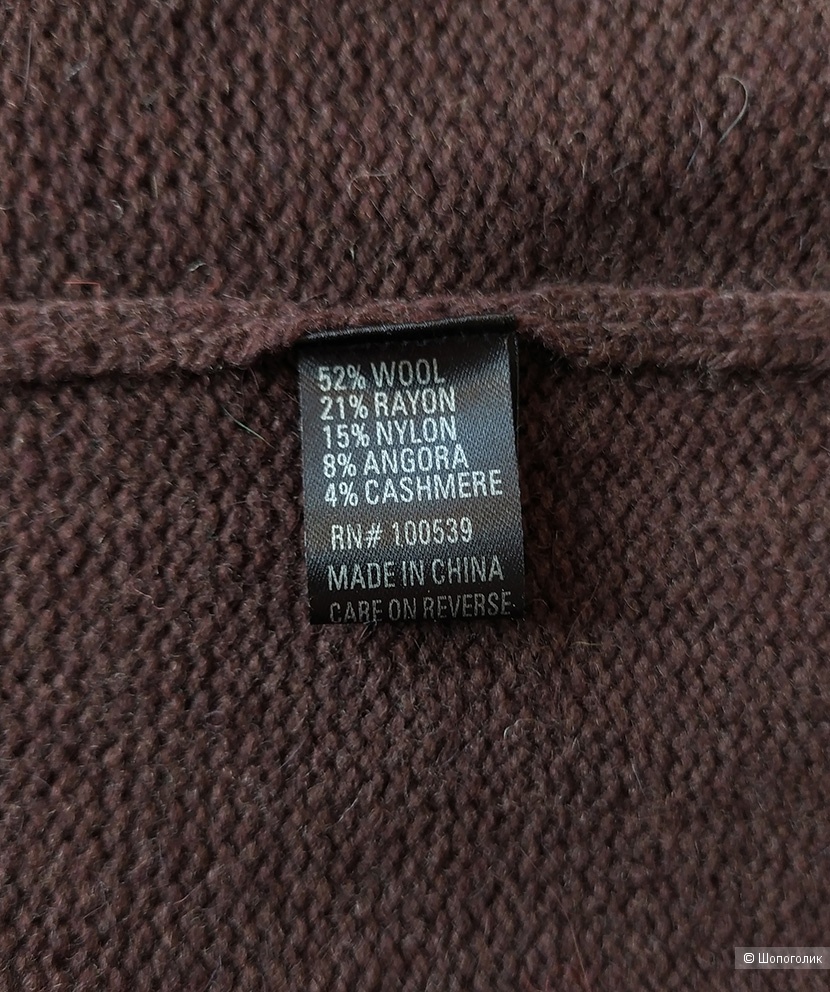 52% WOOL
21% RAYON
15% NYLON
8% ANGORA
4% CASHMERE
RN# 100539
MADE IN CHINA
CARE ON REVERSE
© Шопоголик